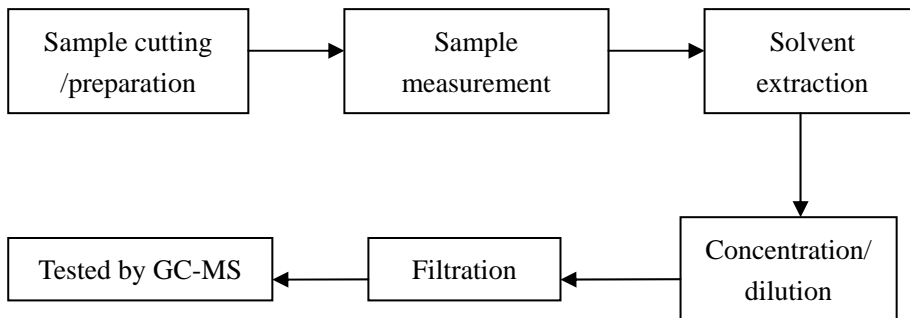 Sample cutting
/preparation
Sample
measurement
Solvent
extraction
Concentration/
dilution
Filtration
Tested by GC-MS